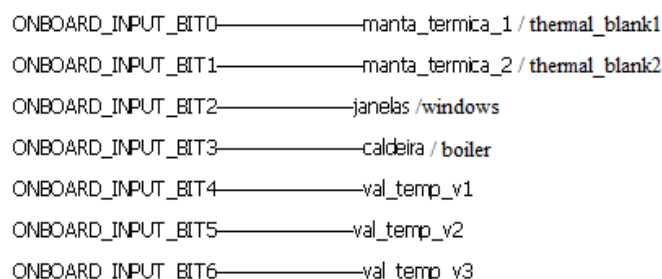 ONBOARD_INPUT_BIT0 manta_termica_1 / thermal_blank1
ONBOARD_INPUT_BIT1 manta_termica_2 / thermal_blank2
ONBOARD_INPUT_BIT2 janelas /windows
ONBOARD_INPUT_BIT3 caldeira / boiler
ONBOARD_INPUT_BIT4 val_temp_v1
ONBOARD_INPUT_BIT5 val_temp_v2
ONBOARD_INPUT_BIT6 val_temp_v3